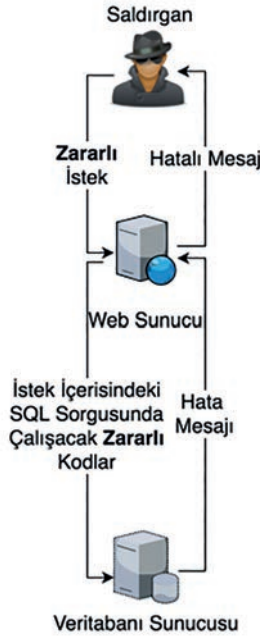 Saldırgan
Zararlı
İstek
Hatalı Mesaj
Web Sunucu
İstek İçerisindeki
SQL Sorgusunda
Çalışacak Zararlı
Kodlar
Hata
Mesajı
Veritabanı Sunucusu